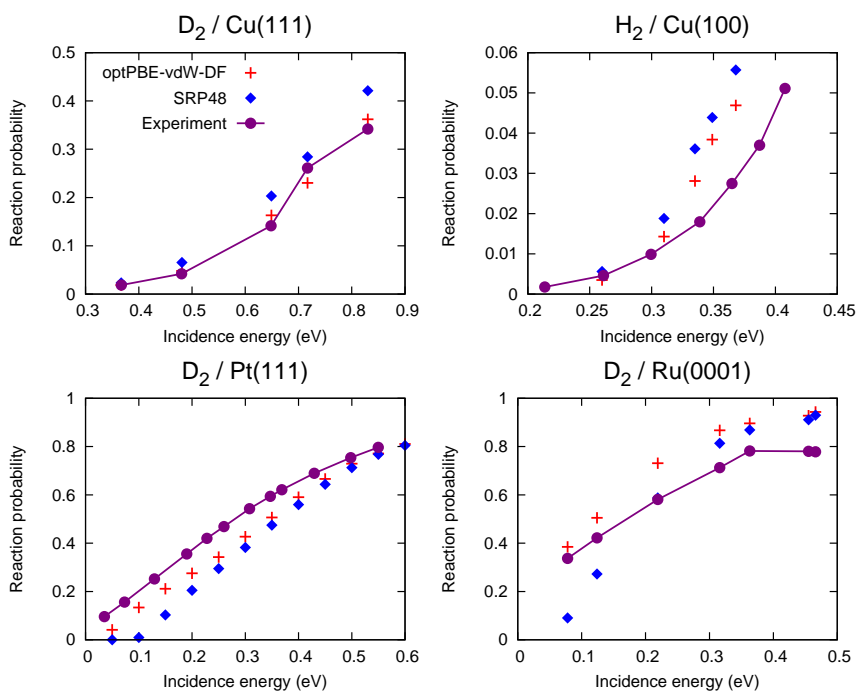 D2 / Cu(111)
Reaction probability
0.5
0.4
0.3
0.2
0.1
0
optPBE-vdW-DF
SRP48
Experiment
0.3 0.4 0.5 0.6 0.7 0.8 0.9
Incidence energy (eV)
H2 / Cu(100)
Reaction probability
0.06
0.05
0.04
0.03
0.02
0.01
0
0.2 0.25 0.3 0.35 0.4 0.45
Incidence energy (eV)
D2 / Pt(111)
Reaction probability
1
0.8
0.6
0.4
0.2
0
0 0.1 0.2 0.3 0.4 0.5 0.6
Incidence energy (eV)
D2 / Ru(0001)
Reaction probability
1
0.8
0.6
0.4
0.2
0
0 0.1 0.2 0.3 0.4 0.5
Incidence energy (eV)